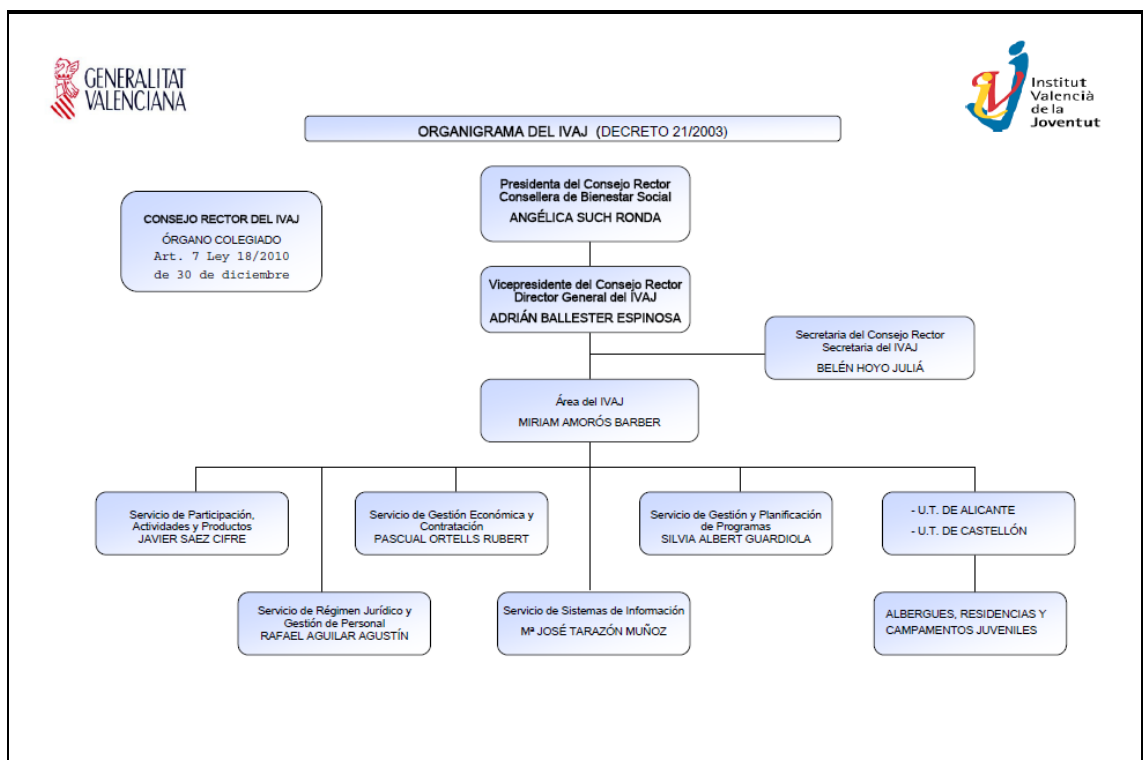 GENERALITAT
VALENCIANA
Institut
Valencià
de la
Joventut
ORGANIGRAMA DEL IVAJ (DECRETO 21/2003)
Presidenta del Consejo Rector
Consellera de Bienestar Social
ANGÉLICA SUCH RONDA
CONSEJO RECTOR DEL IVAJ
ÓRGANO COLEGIADO
Art. 7 Ley 18/2010
de 30 de diciembre
Vicepresidente del Consejo Rector
Director General del IVAJ
ADRIÁN BALLESTER ESPINOSA
Secretaria del Consejo Rector
Secretaria del IVAJ
BELÉN HOYO JULIÁ
Área del IVAJ
MIRIAM AMORÓS BARBER
Servicio de Participación,
Actividades y Productos
JAVIER SAEZ CIFRE
Servicio de Gestión Económica y
Contratación
PASCUAL ORTELLS RUBERT
Servicio de Gestión y Planificación
de Programas
SILVIA ALBERT GUARDIOLA
- U.T. DE ALICANTE
- U.T. DE CASTELLÓN
Servicio de Régimen Jurídico y
Gestión de Personal
RAFAEL AGUILAR AGUSTÍN
Servicio de Sistemas de Información
Mª JOSÉ TARAZÓN MUÑOZ
ALBERGUES, RESIDENCIAS Y
CAMPAMENTOS JUVENILES